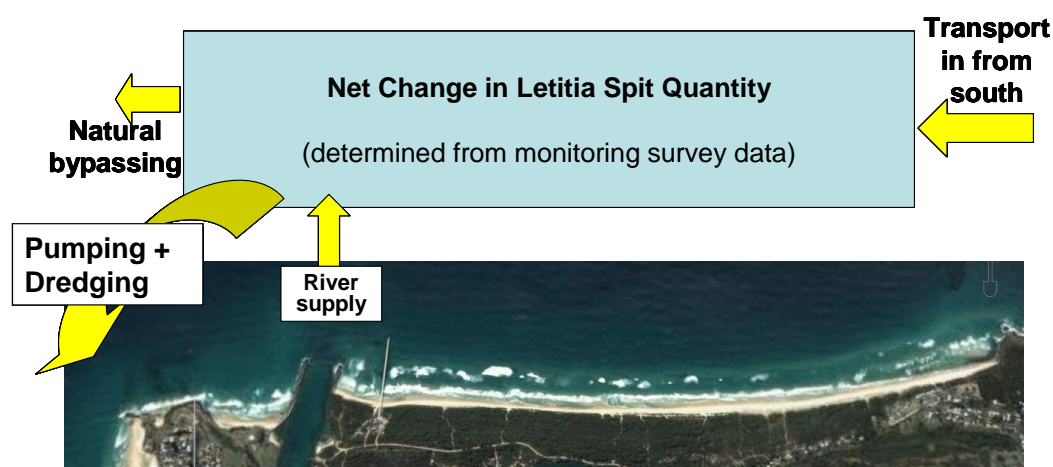 Transport
in from
south
Net Change in Letitia Spit Quantity
(determined from monitoring survey data)
Natural
bypassing
Pumping +
Dredging
River
supply